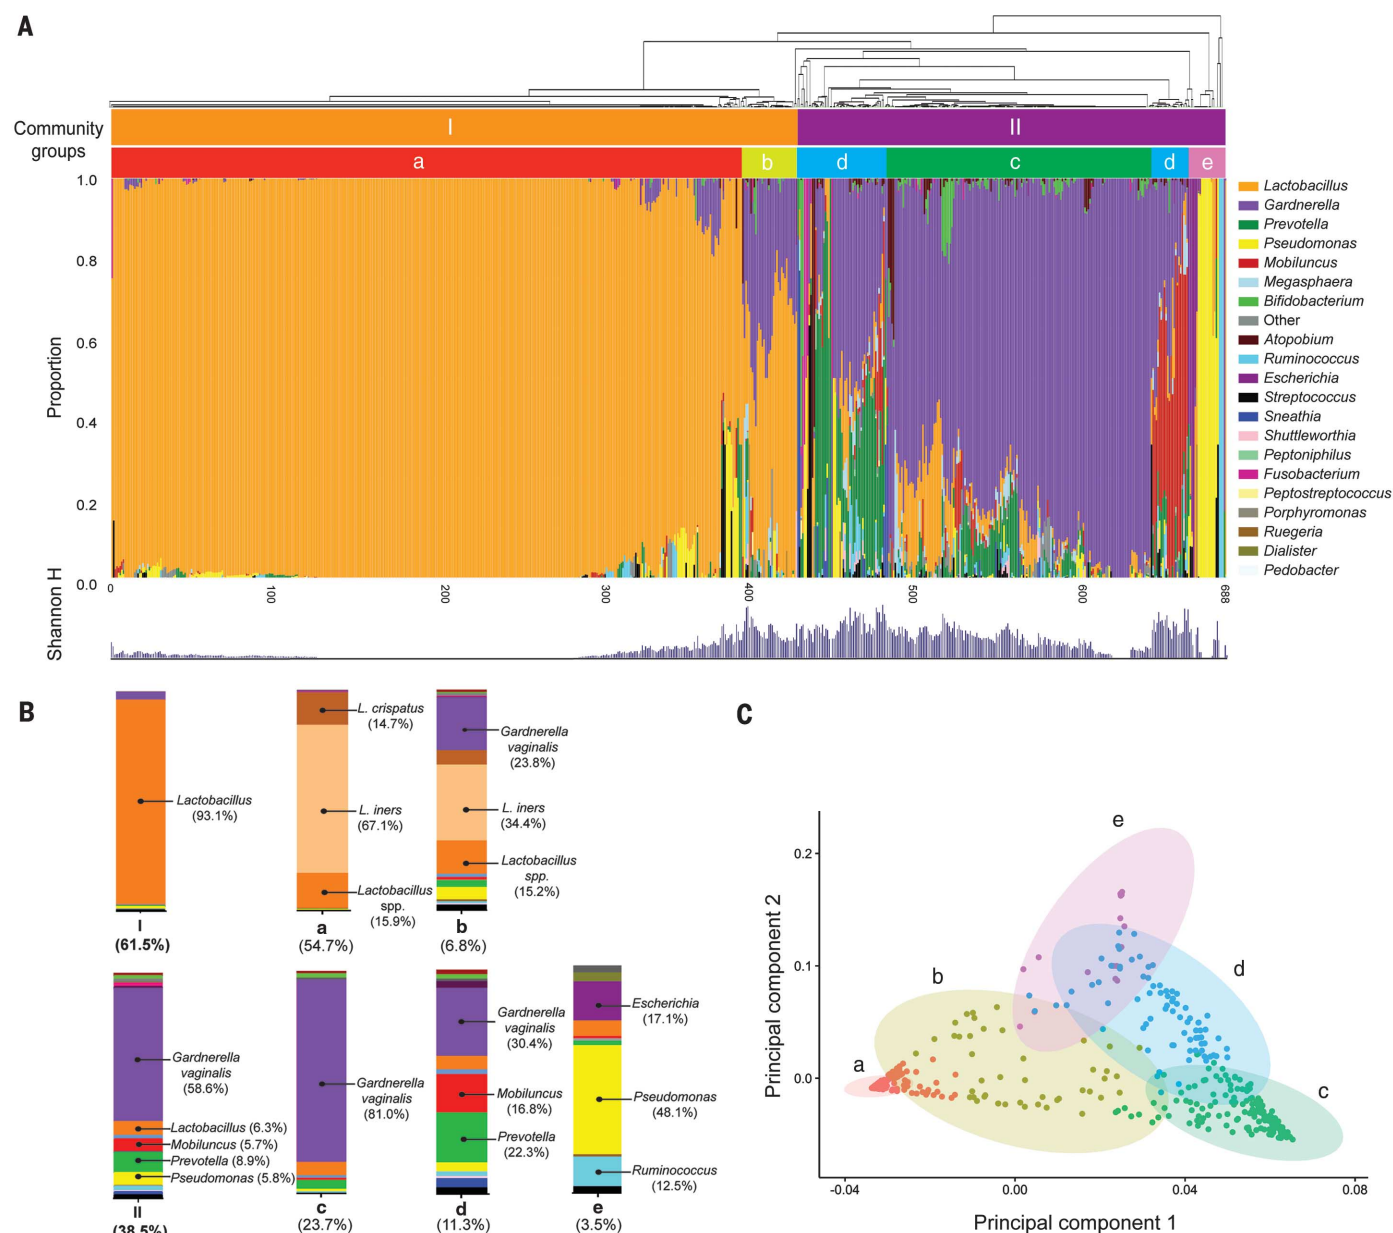 A
Community
groups
I
II
a
b
d
c
d
e
1.0
0.8
0.6
0.4
0.2
0.0
Proportion
Shannon H
0
100
200
300
400
500
600
688
Lactobacillus
Gardnerella
Prevotella
Pseudomonas
Mobiluncus
Megasphaera
Bifidobacterium
Other
Atopobium
Ruminococcus
Escherichia
Streptococcus
Sneathia
Shuttleworthia
Peptoniphilus
Fusobacterium
Peptostreptococcus
Porphyromonas
Ruegeria
Dialister
Pedobacter
B
Lactobacillus
(93.1%)
I
(61.5%)
L. crispatus
(14.7%)
L. iners
(67.1%)
Lactobacillus
spp.
(15.9%)
a
(54.7%)
Gardnerella
vaginalis
(23.8%)
L. iners
(34.4%)
Lactobacillus
spp.
(15.2%)
b
(6.8%)
Gardnerella
vaginalis
(58.6%)
Lactobacillus (6.3%)
Mobiluncus (5.7%)
Prevotella (8.9%)
Pseudomonas (5.8%)
II
(38.5%)
Gardnerella
vaginalis
(81.0%)
c
(23.7%)
Gardnerella
vaginalis
(30.4%)
Mobiluncus
(16.8%)
Prevotella
(22.3%)
d
(11.3%)
Escherichia
(17.1%)
Pseudomonas
(48.1%)
Ruminococcus
(12.5%)
e
(3.5%)
C
e
d
b
a
c
0.2
0.1
0.0
Principal component 2
-0.04
0.00
0.04
0.08
Principal component 1